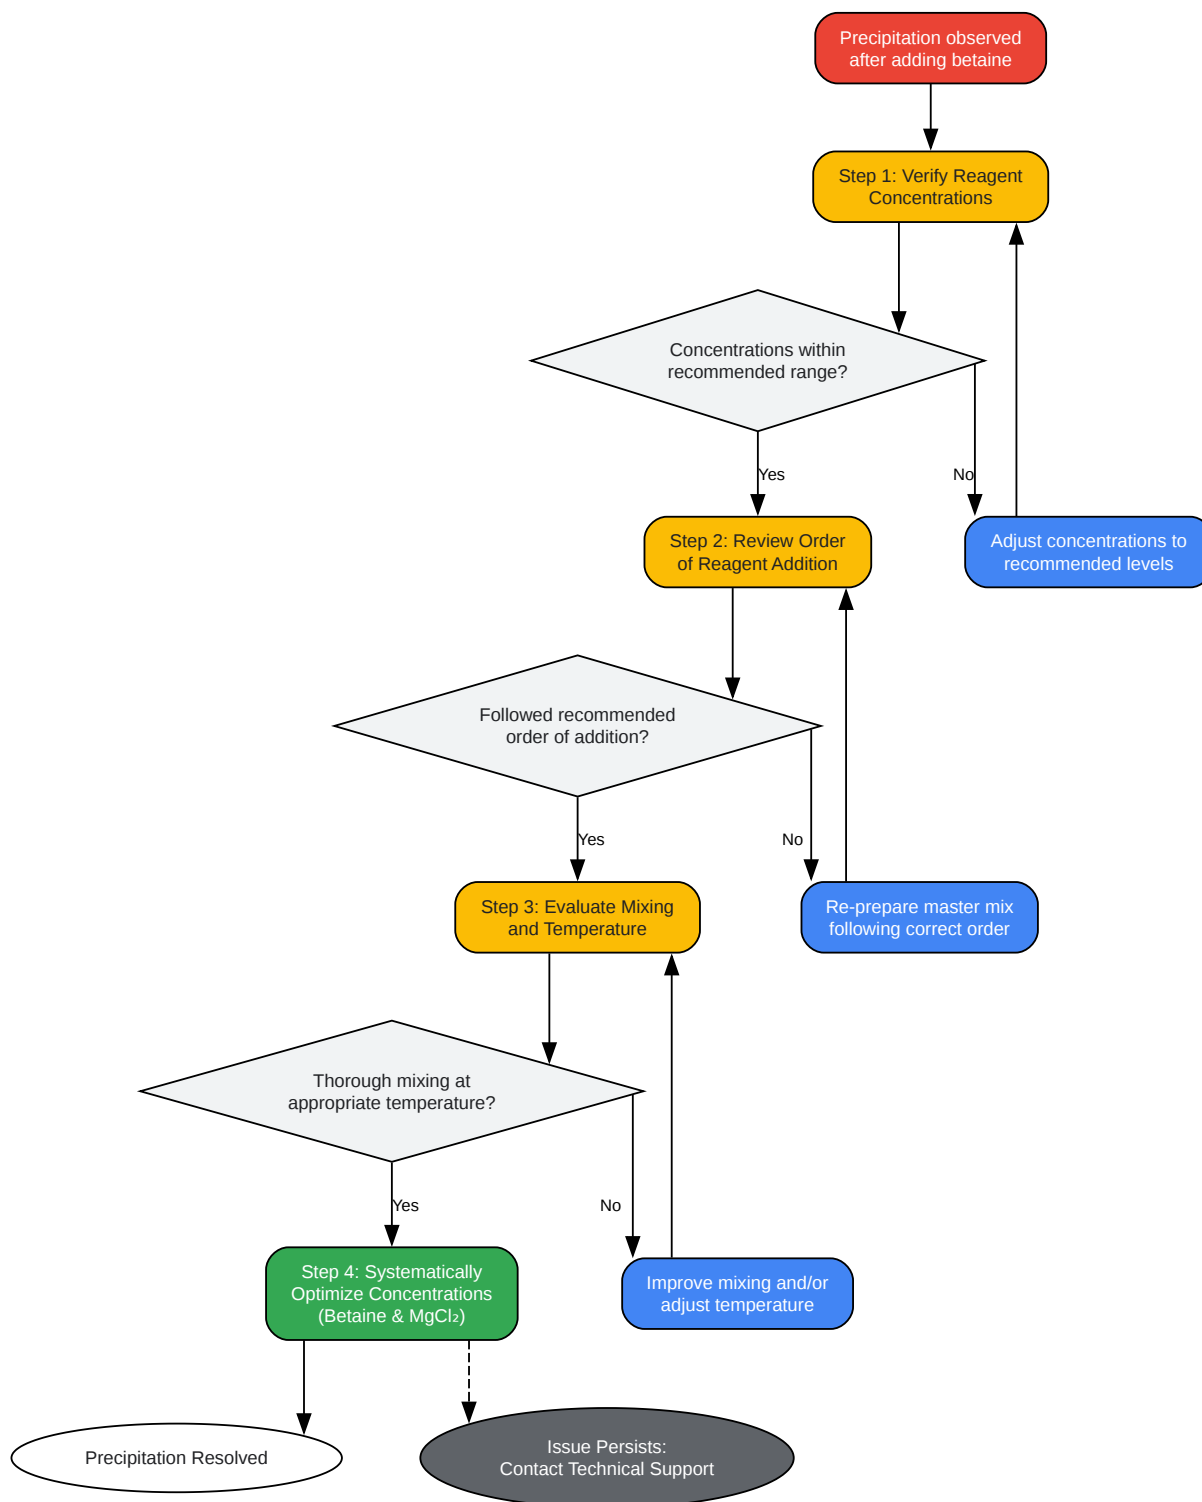 Precipitation observed
after adding betaine
Step 1: Verify Reagent
Concentrations
Concentrations within
recommended range?
Yes
No
Step 2: Review Order
of Reagent Addition
Adjust concentrations to
recommended levels
Followed recommended
order of addition?
Yes
No
Step 3: Evaluate Mixing
and Temperature
Re-prepare master mix
following correct order
Thorough mixing at
appropriate temperature?
Yes
No
Step 4: Systematically
Optimize Concentrations
(Betaine & MgCl₂)
Improve mixing and/or
adjust temperature
Precipitation Resolved
Issue Persists:
Contact Technical Support